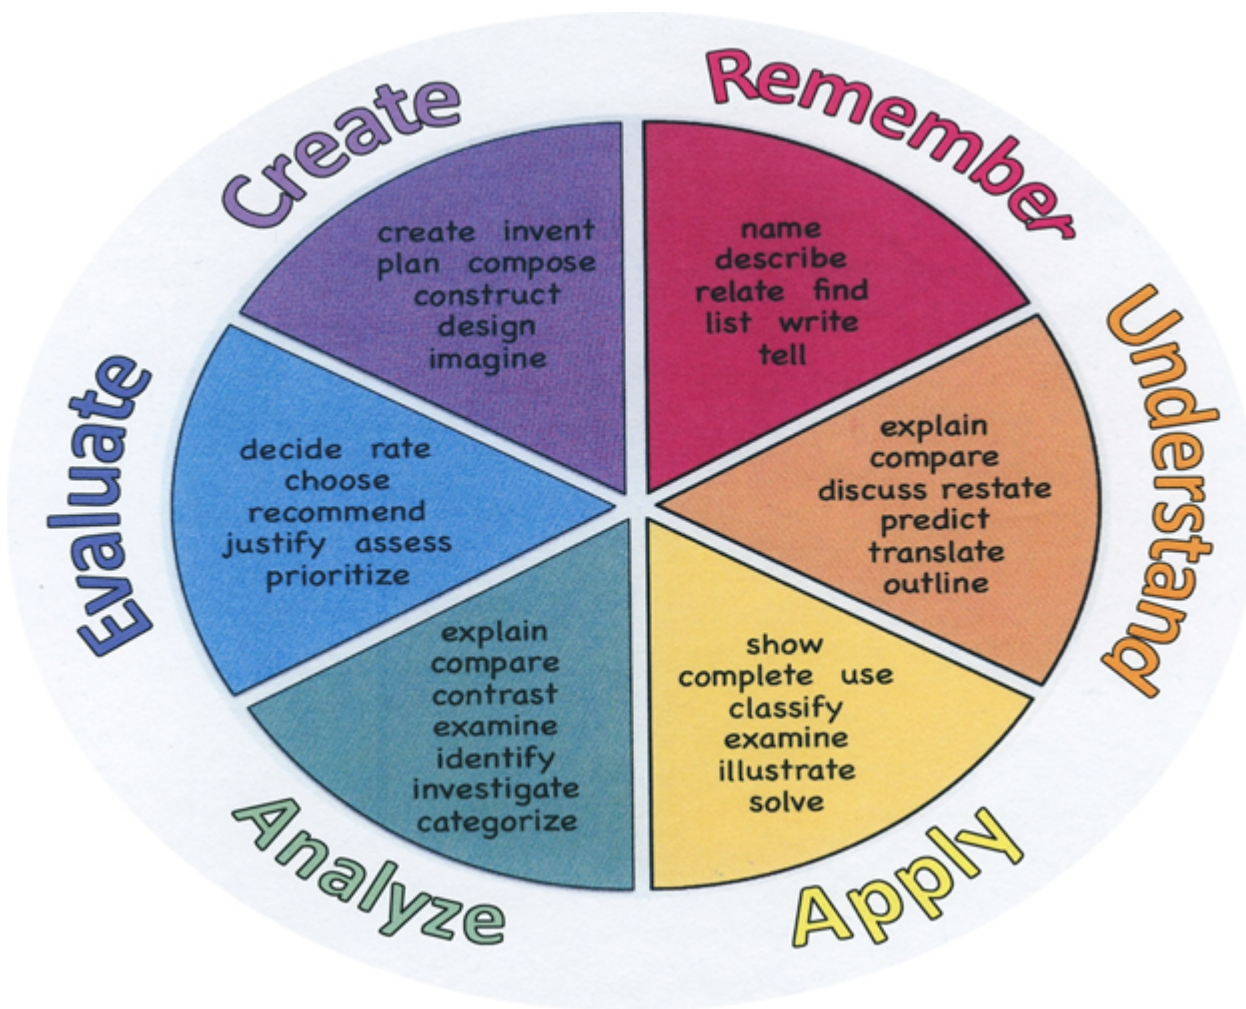 Remember
name
describe
relate find
list write
tell
Understand
explain
compare
discuss restate
predict
translate
outline
Apply
show
complete use
classify
examine
illustrate
solve
Analyze
explain
compare
contrast
examine
identify
investigate
categorize
Evaluate
decide rate
choose
recommend
justify assess
prioritize
Create
create invent
plan compose
construct
design
imagine